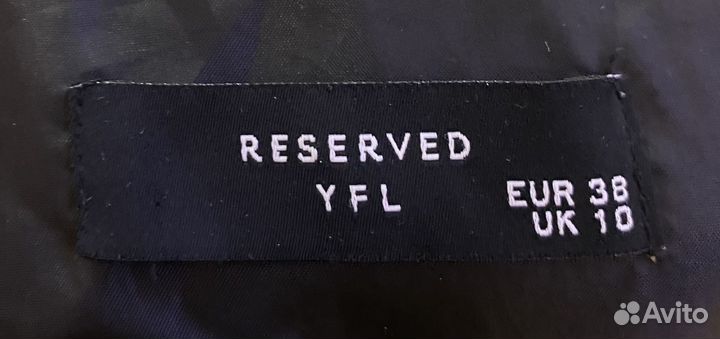 RESERVED
YFL
EUR 38
UK 10
Avito